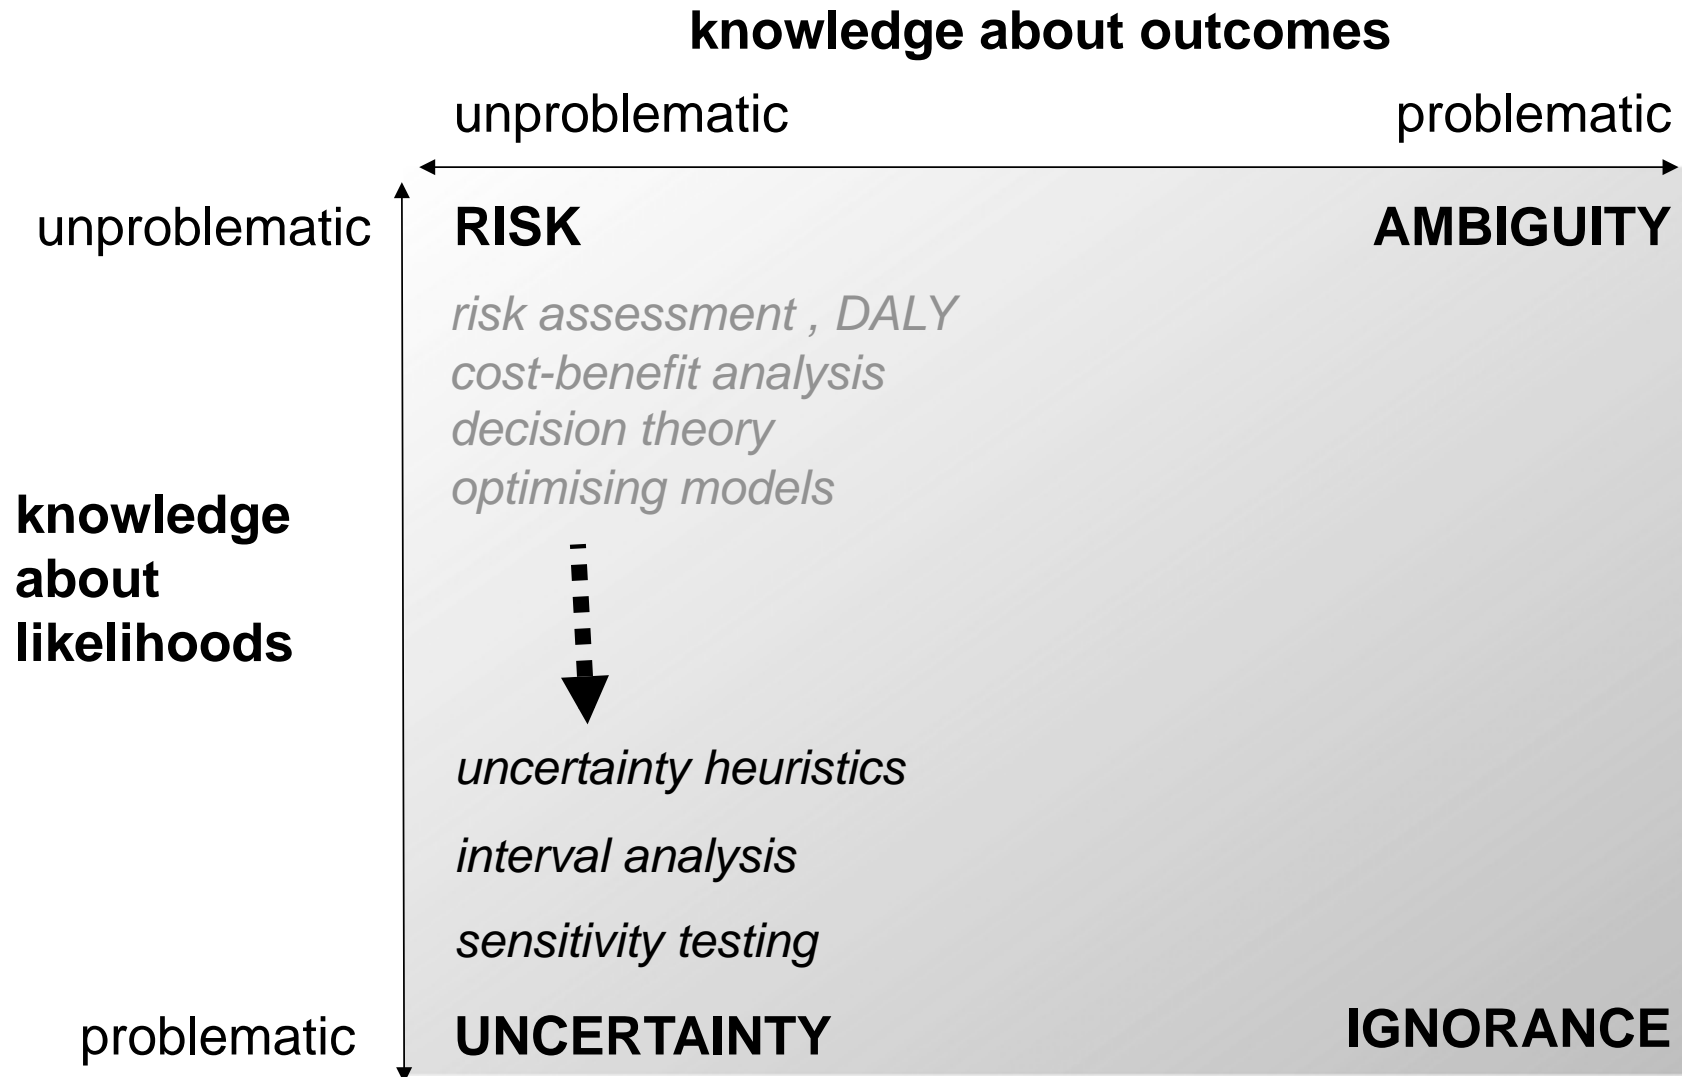 knowledge about outcomes
unproblematic problematic
unproblematic RISK AMBIGUITY
risk assessment , DALY
cost-benefit analysis
decision theory
optimising models
knowledge
about
likelihoods
uncertainty heuristics
interval analysis
sensitivity testing
problematic UNCERTAINTY IGNORANCE